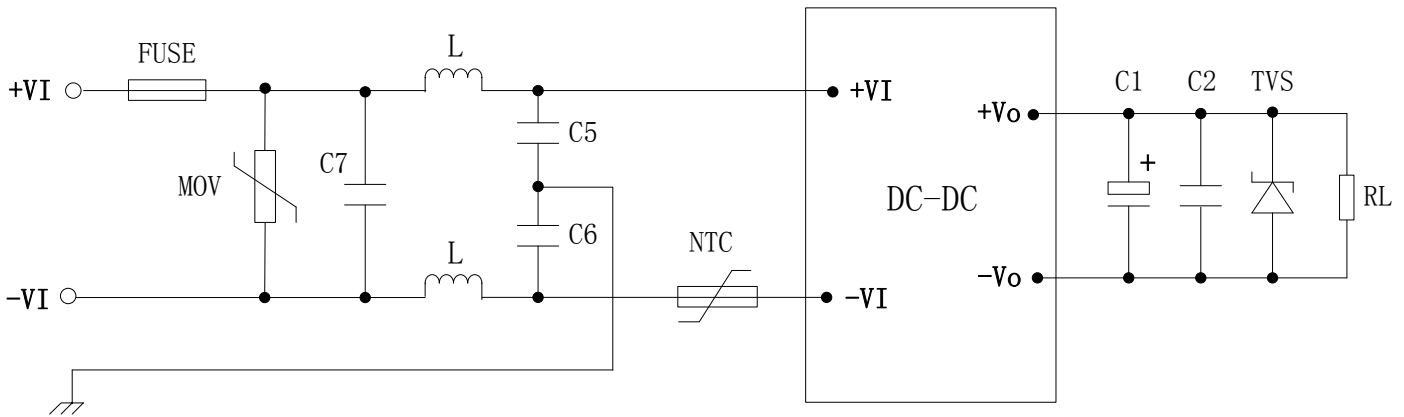 FUSE
L
+VI
+VI
C1
C2
TVS
+Vo
C5
+
C7
MOV
DC-DC
RL
C6
NTC
L
-Vo
-VI
-VI